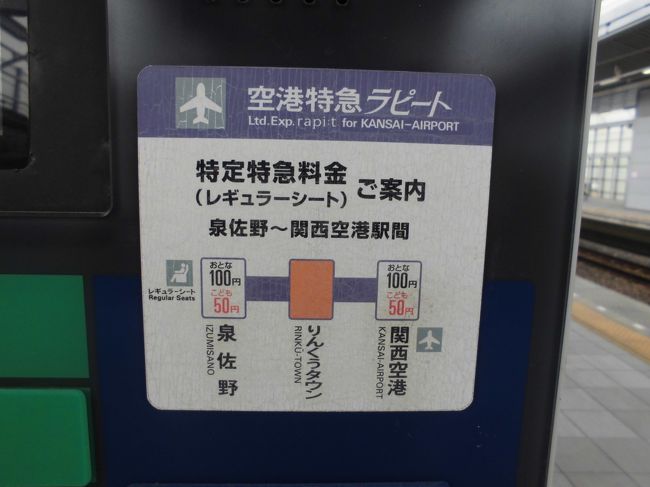 空港特急ラピート
Ltd.Exp.rapi:t for KANSAI-AIRPORT
特定特急料金
(レギュラーシート)
ご案内
泉佐野～関西空港駅間
レギュラーシート
Regular Seats
おとな
100円
こども
50円
おとな
100円
こども
50円
泉佐野
IZUMISANO
りんくうタウン
RINKU-TOWN
関西空港
KANSAI-AIRPORT